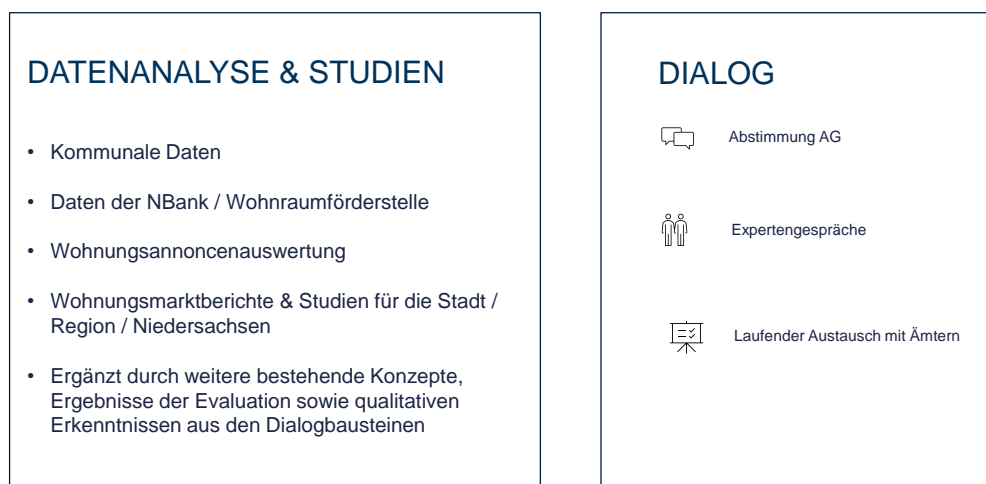 DATENANALYSE & STUDIEN
• Kommunale Daten
• Daten der NBank / Wohnraumförderstelle
• Wohnungsannoncenauswertung
• Wohnungsmarktberichte & Studien für die Stadt /
Region / Niedersachsen
• Ergänzt durch weitere bestehende Konzepte,
Ergebnisse der Evaluation sowie qualitativen
Erkenntnissen aus den Dialogbausteinen
DIALOG
Abstimmung AG
Expertengespräche
Laufender Austausch mit Ämtern